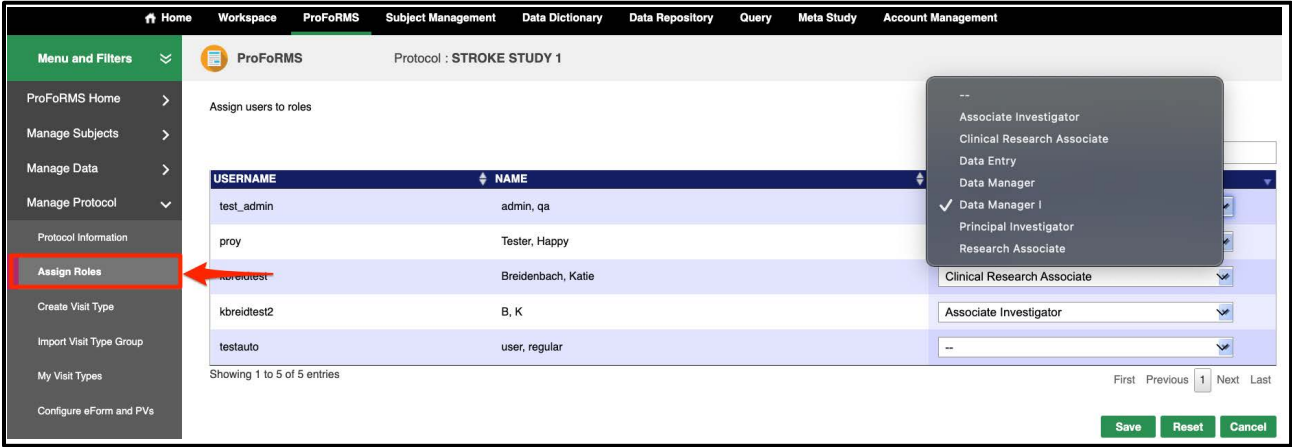 Home Workspace ProFoRMS Subject Management Data Dictionary Data Repository Query Meta Study Account Management
Menu and Filters
ProFoRMS Protocol : STROKE STUDY 1
ProFoRMS Home
Manage Subjects
Manage Data
Manage Protocol
Protocol Information
Assign Roles
Create Visit Type
Import Visit Type Group
My Visit Types
Configure eForm and PVs
Assign users to roles
--
Associate Investigator
Clinical Research Associate
Data Entry
Data Manager
Data Manager I
Principal Investigator
Research Associate
USERNAME NAME
test_admin admin, qa
proy Tester, Happy
kbreidtest Breidenbach, Katie Clinical Research Associate
kbreidtest2 B, K Associate Investigator
testauto user, regular --
Showing 1 to 5 of 5 entries
First Previous 1 Next Last
Save Reset Cancel